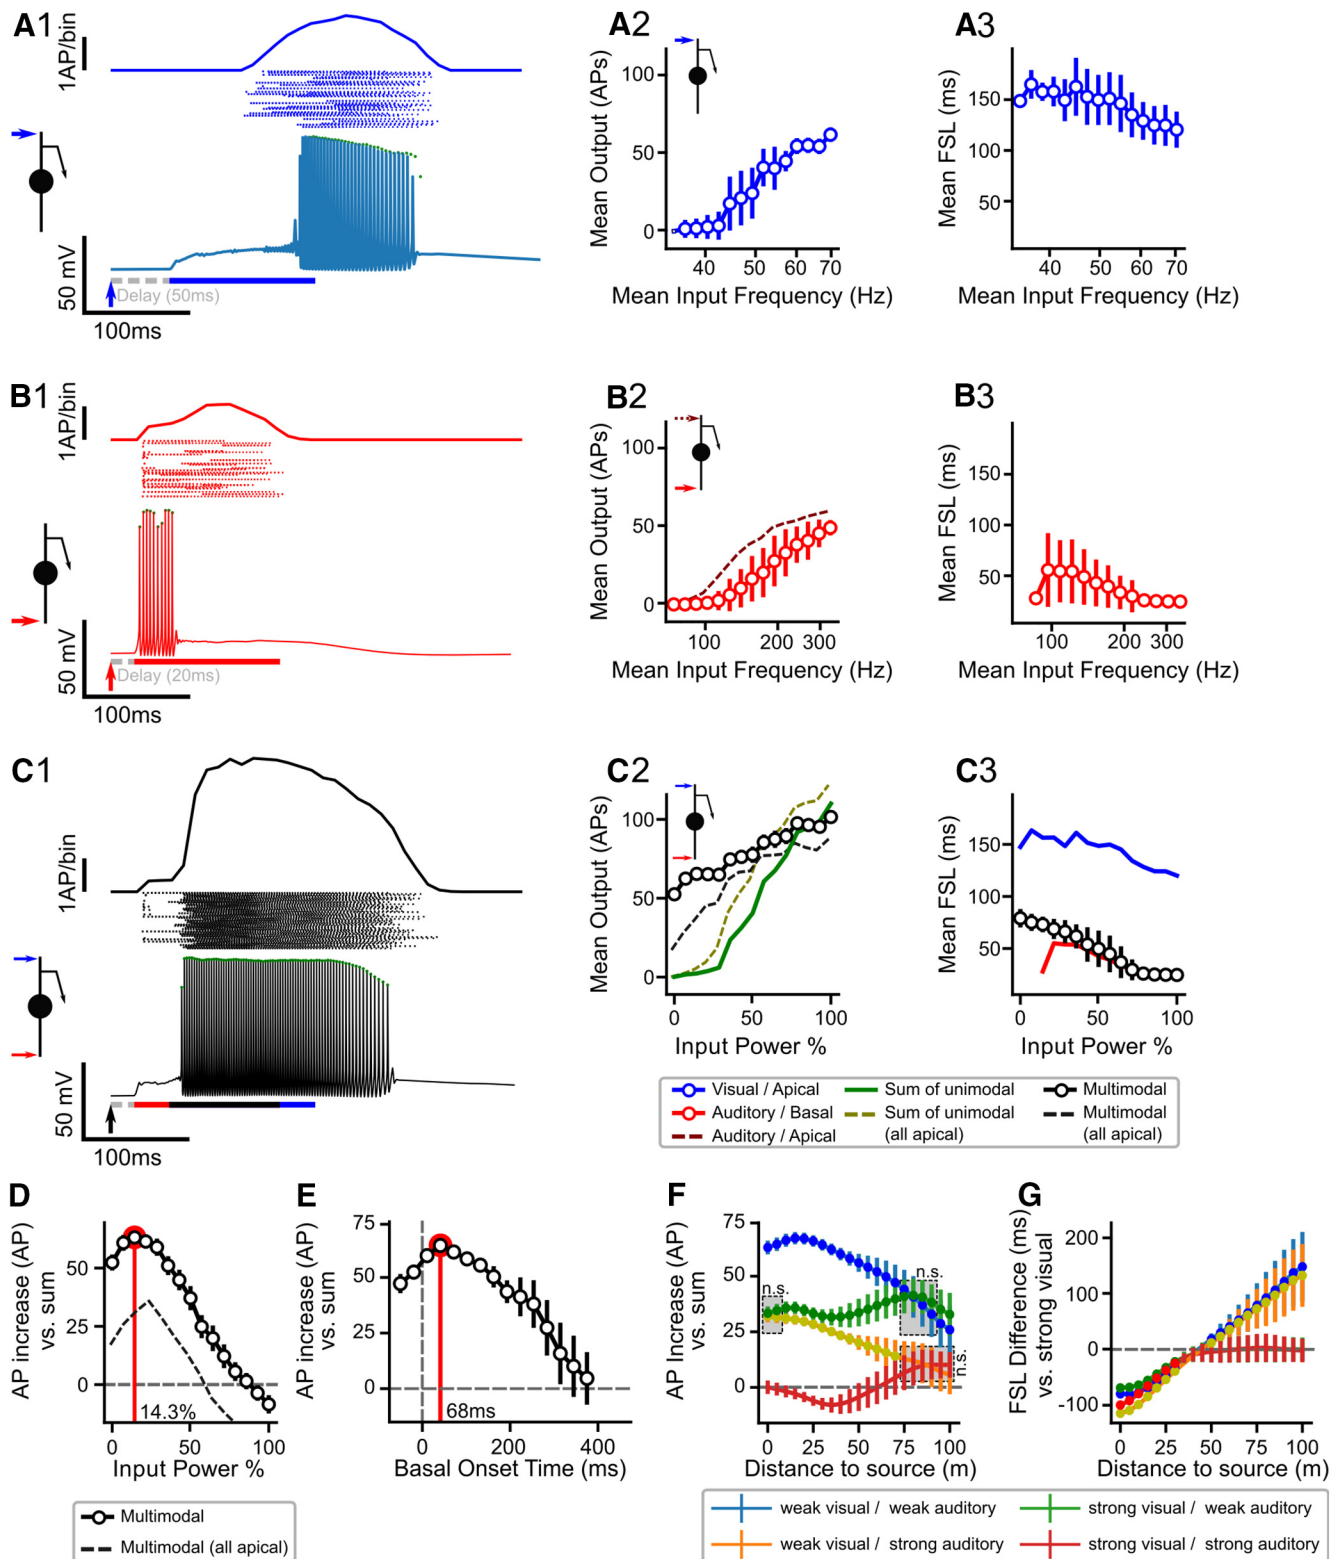 A1
1AP/bin
50 mV
Delay (50ms)
100ms
A2
Mean Output (APs)
100
50
0
40 50 60 70
Mean Input Frequency (Hz)
A3
Mean FSL (ms)
150
100
50
40 50 60 70
Mean Input Frequency (Hz)
B1
1AP/bin
50 mV
Delay (20ms)
100ms
B2
Mean Output (APs)
100
50
0
100 200 300
Mean Input Frequency (Hz)
B3
Mean FSL (ms)
150
100
50
100 200 300
Mean Input Frequency (Hz)
C1
1AP/bin
50 mV
100ms
C2
Mean Output (APs)
100
50
0
0 50 100
Input Power %
C3
Mean FSL (ms)
150
100
50
0 50 100
Input Power %
Visual / Apical
Auditory / Basal
Auditory / Apical
Sum of unimodal
Sum of unimodal
(all apical)
Multimodal
Multimodal
(all apical)
D
AP increase (AP)
vs. sum
50
25
0
14.3%
0 50 100
Input Power %
Multimodal
Multimodal (all apical)
E
AP increase (AP)
vs. sum
75
50
25
0
68ms
0 200 400
Basal Onset Time (ms)
F
AP Increase (AP)
vs. sum
75
50
25
0
n.s.
n.s.
n.s.
0 25 50 75 100
Distance to source (m)
G
FSL Difference (ms)
vs. strong visual
200
100
0
-100
0 25 50 75 100
Distance to source (m)
weak visual / weak auditory
weak visual / strong auditory
strong visual / weak auditory
strong visual / strong auditory